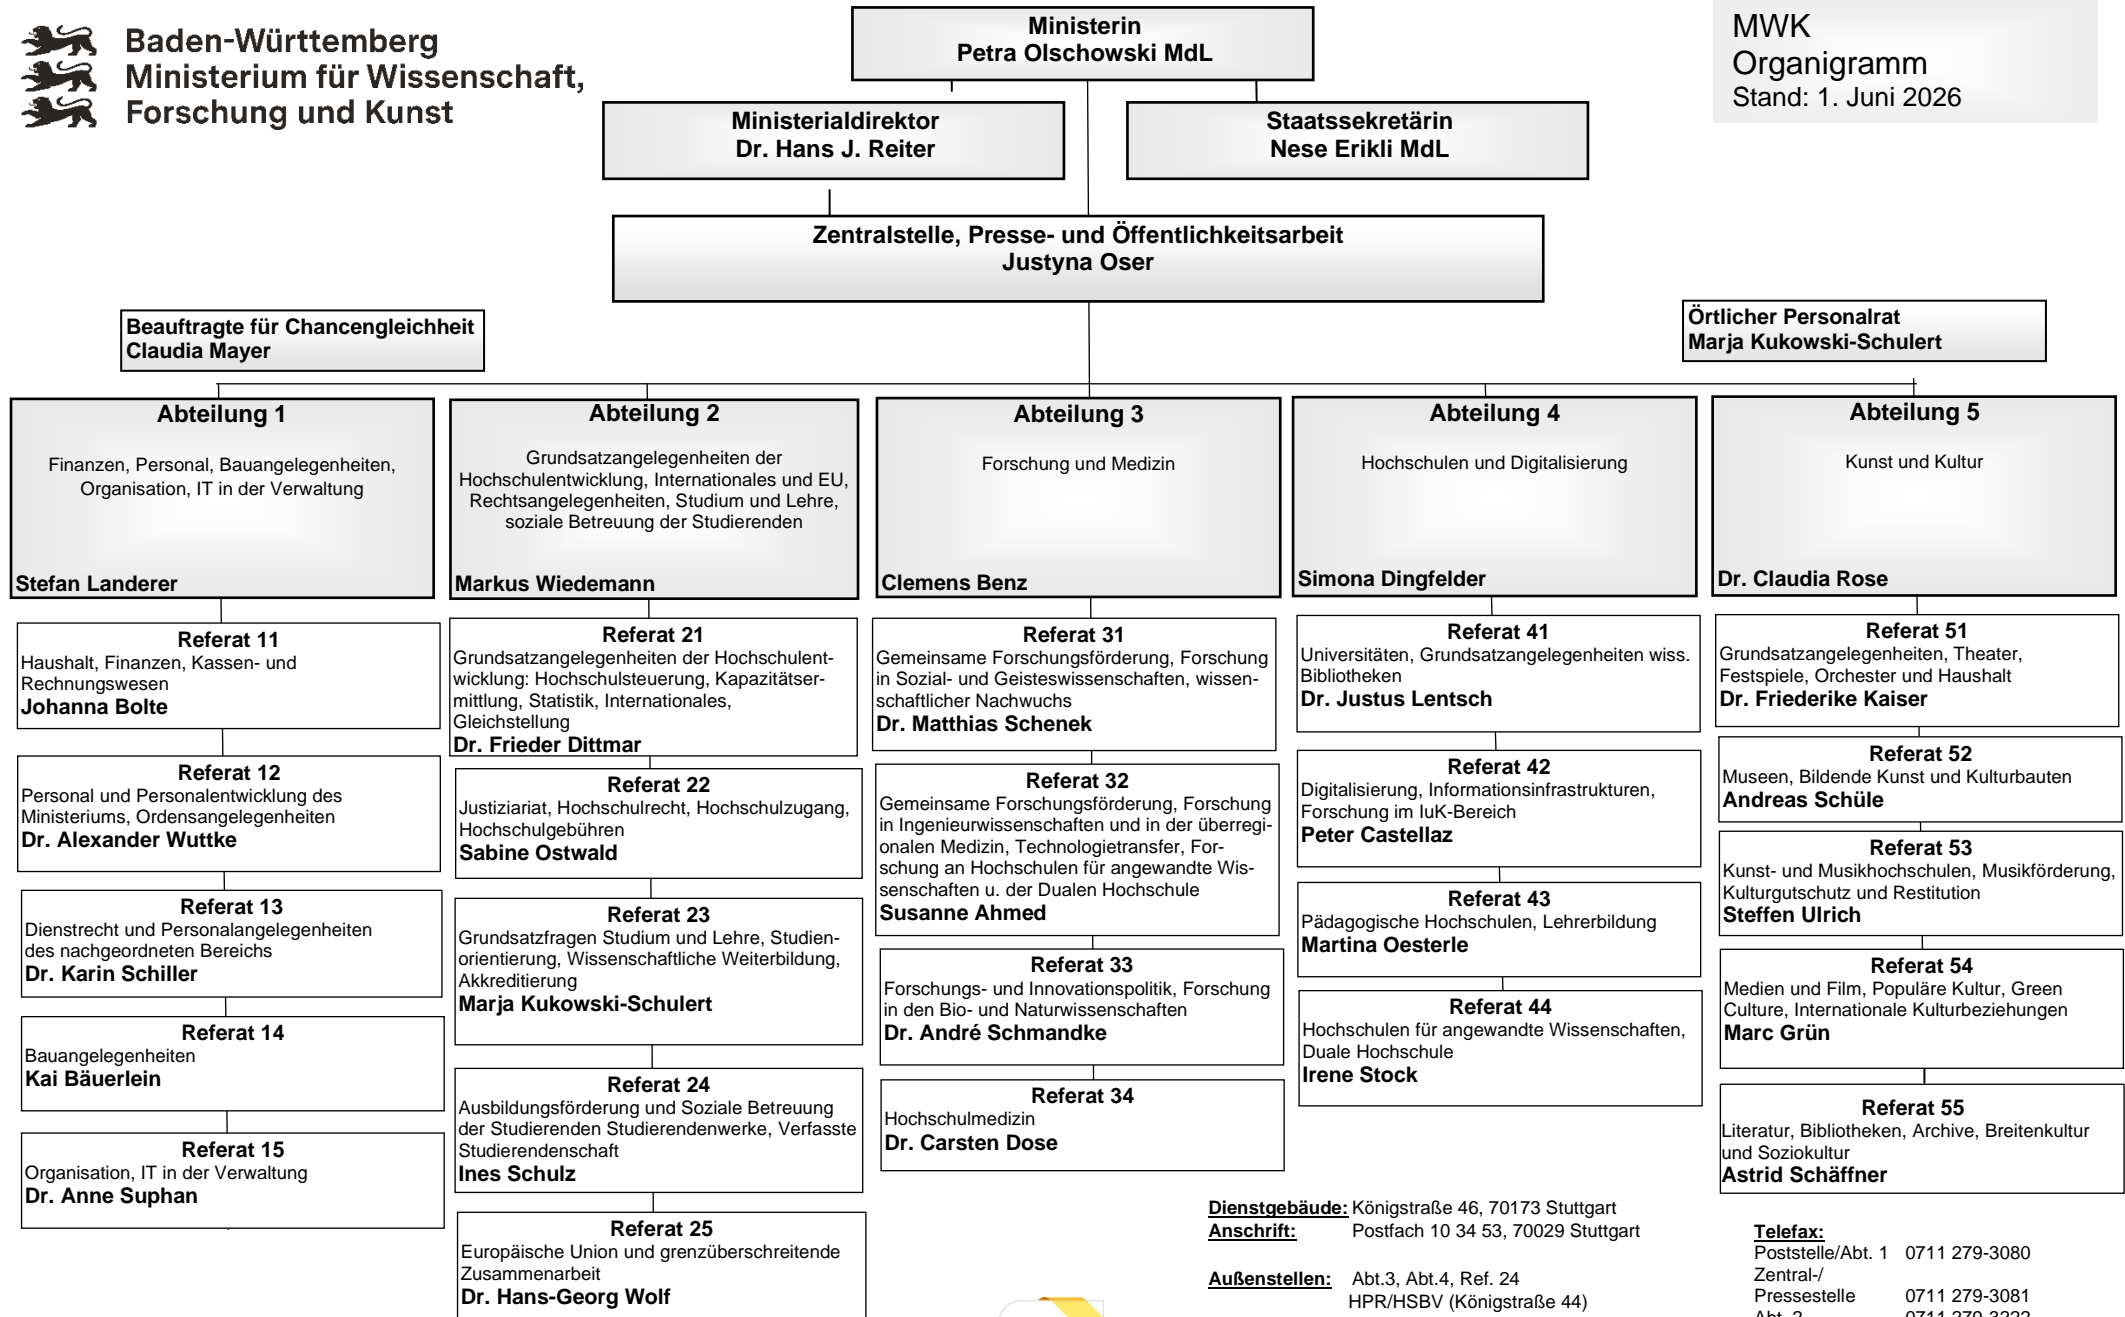 Baden-Württemberg
Ministerium für Wissenschaft,
Forschung und Kunst
Ministerin
Petra Olschowski MdL
MWK
Organigramm
Stand: 1. Juni 2026
Ministerialdirektor
Dr. Hans J. Reiter
Staatssekretärin
Nese Erikli MdL
Zentralstelle, Presse- und Öffentlichkeitsarbeit
Justyna Oser
Beauftragte für Chancengleichheit
Claudia Mayer
Örtlicher Personalrat
Marja Kukowski-Schulert
Abteilung 1
Finanzen, Personal, Bauangelegenheiten,
Organisation, IT in der Verwaltung
Stefan Landerer
Referat 11
Haushalt, Finanzen, Kassen- und
Rechnungswesen
Johanna Bolte
Referat 12
Personal und Personalentwicklung des
Ministeriums, Ordensangelegenheiten
Dr. Alexander Wuttke
Referat 13
Dienstrecht und Personalangelegenheiten
des nachgeordneten Bereichs
Dr. Karin Schiller
Referat 14
Bauangelegenheiten
Kai Bäuerlein
Referat 15
Organisation, IT in der Verwaltung
Dr. Anne Suphan
Abteilung 2
Grundsatzangelegenheiten der
Hochschulentwicklung, Internationales und EU,
Rechtsangelegenheiten, Studium und Lehre,
soziale Betreuung der Studierenden
Markus Wiedemann
Referat 21
Grundsatzangelegenheiten der Hochschulent-
wicklung: Hochschulsteuerung, Kapazitätser-
mittlung, Statistik, Internationales,
Gleichstellung
Dr. Frieder Dittmar
Referat 22
Justiziariat, Hochschulrecht, Hochschulzugang,
Hochschulgebühren
Sabine Ostwald
Referat 23
Grundsatzfragen Studium und Lehre, Studien-
orientierung, Wissenschaftliche Weiterbildung,
Akkreditierung
Marja Kukowski-Schulert
Referat 24
Ausbildungsförderung und Soziale Betreuung
der Studierenden Studierendenwerke, Verfasste
Studierendenschaft
Ines Schulz
Referat 25
Europäische Union und grenzüberschreitende
Zusammenarbeit
Dr. Hans-Georg Wolf
Abteilung 3
Forschung und Medizin
Clemens Benz
Referat 31
Gemeinsame Forschungsförderung, Forschung
in Sozial- und Geisteswissenschaften, wissen-
schaftlicher Nachwuchs
Dr. Matthias Schenek
Referat 32
Gemeinsame Forschungsförderung, Forschung
in Ingenieurwissenschaften und in der überregi-
onalen Medizin, Technologietransfer, For-
schung an Hochschulen für angewandte Wis-
senschaften u. der Dualen Hochschule
Susanne Ahmed
Referat 33
Forschungs- und Innovationspolitik, Forschung
in den Bio- und Naturwissenschaften
Dr. André Schmandke
Referat 34
Hochschulmedizin
Dr. Carsten Dose
Abteilung 4
Hochschulen und Digitalisierung
Simona Dingfelder
Referat 41
Universitäten, Grundsatzangelegenheiten wiss.
Bibliotheken
Dr. Justus Lentsch
Referat 42
Digitalisierung, Informationsinfrastrukturen,
Forschung im IuK-Bereich
Peter Castellaz
Referat 43
Pädagogische Hochschulen, Lehrerbildung
Martina Oesterle
Referat 44
Hochschulen für angewandte Wissenschaften,
Duale Hochschule
Irene Stock
Abteilung 5
Kunst und Kultur
Dr. Claudia Rose
Referat 51
Grundsatzangelegenheiten, Theater,
Festspiele, Orchester und Haushalt
Dr. Friederike Kaiser
Referat 52
Museen, Bildende Kunst und Kulturbauten
Andreas Schüle
Referat 53
Kunst- und Musikhochschulen, Musikförderung,
Kulturgutschutz und Restitution
Steffen Ulrich
Referat 54
Medien und Film, Populäre Kultur, Green
Culture, Internationale Kulturbeziehungen
Marc Grün
Referat 55
Literatur, Bibliotheken, Archive, Breitenkultur
und Soziokultur
Astrid Schäffner
Dienstgebäude: Königstraße 46, 70173 Stuttgart
Anschrift: Postfach 10 34 53, 70029 Stuttgart
Außenstellen: Abt.3, Abt.4, Ref. 24
HPR/HSBV (Königstraße 44)
Telefax:
Poststelle/Abt. 1 0711 279-3080
Zentral-/
Pressestelle 0711 279-3081
Abt. 2 0711 279-3222